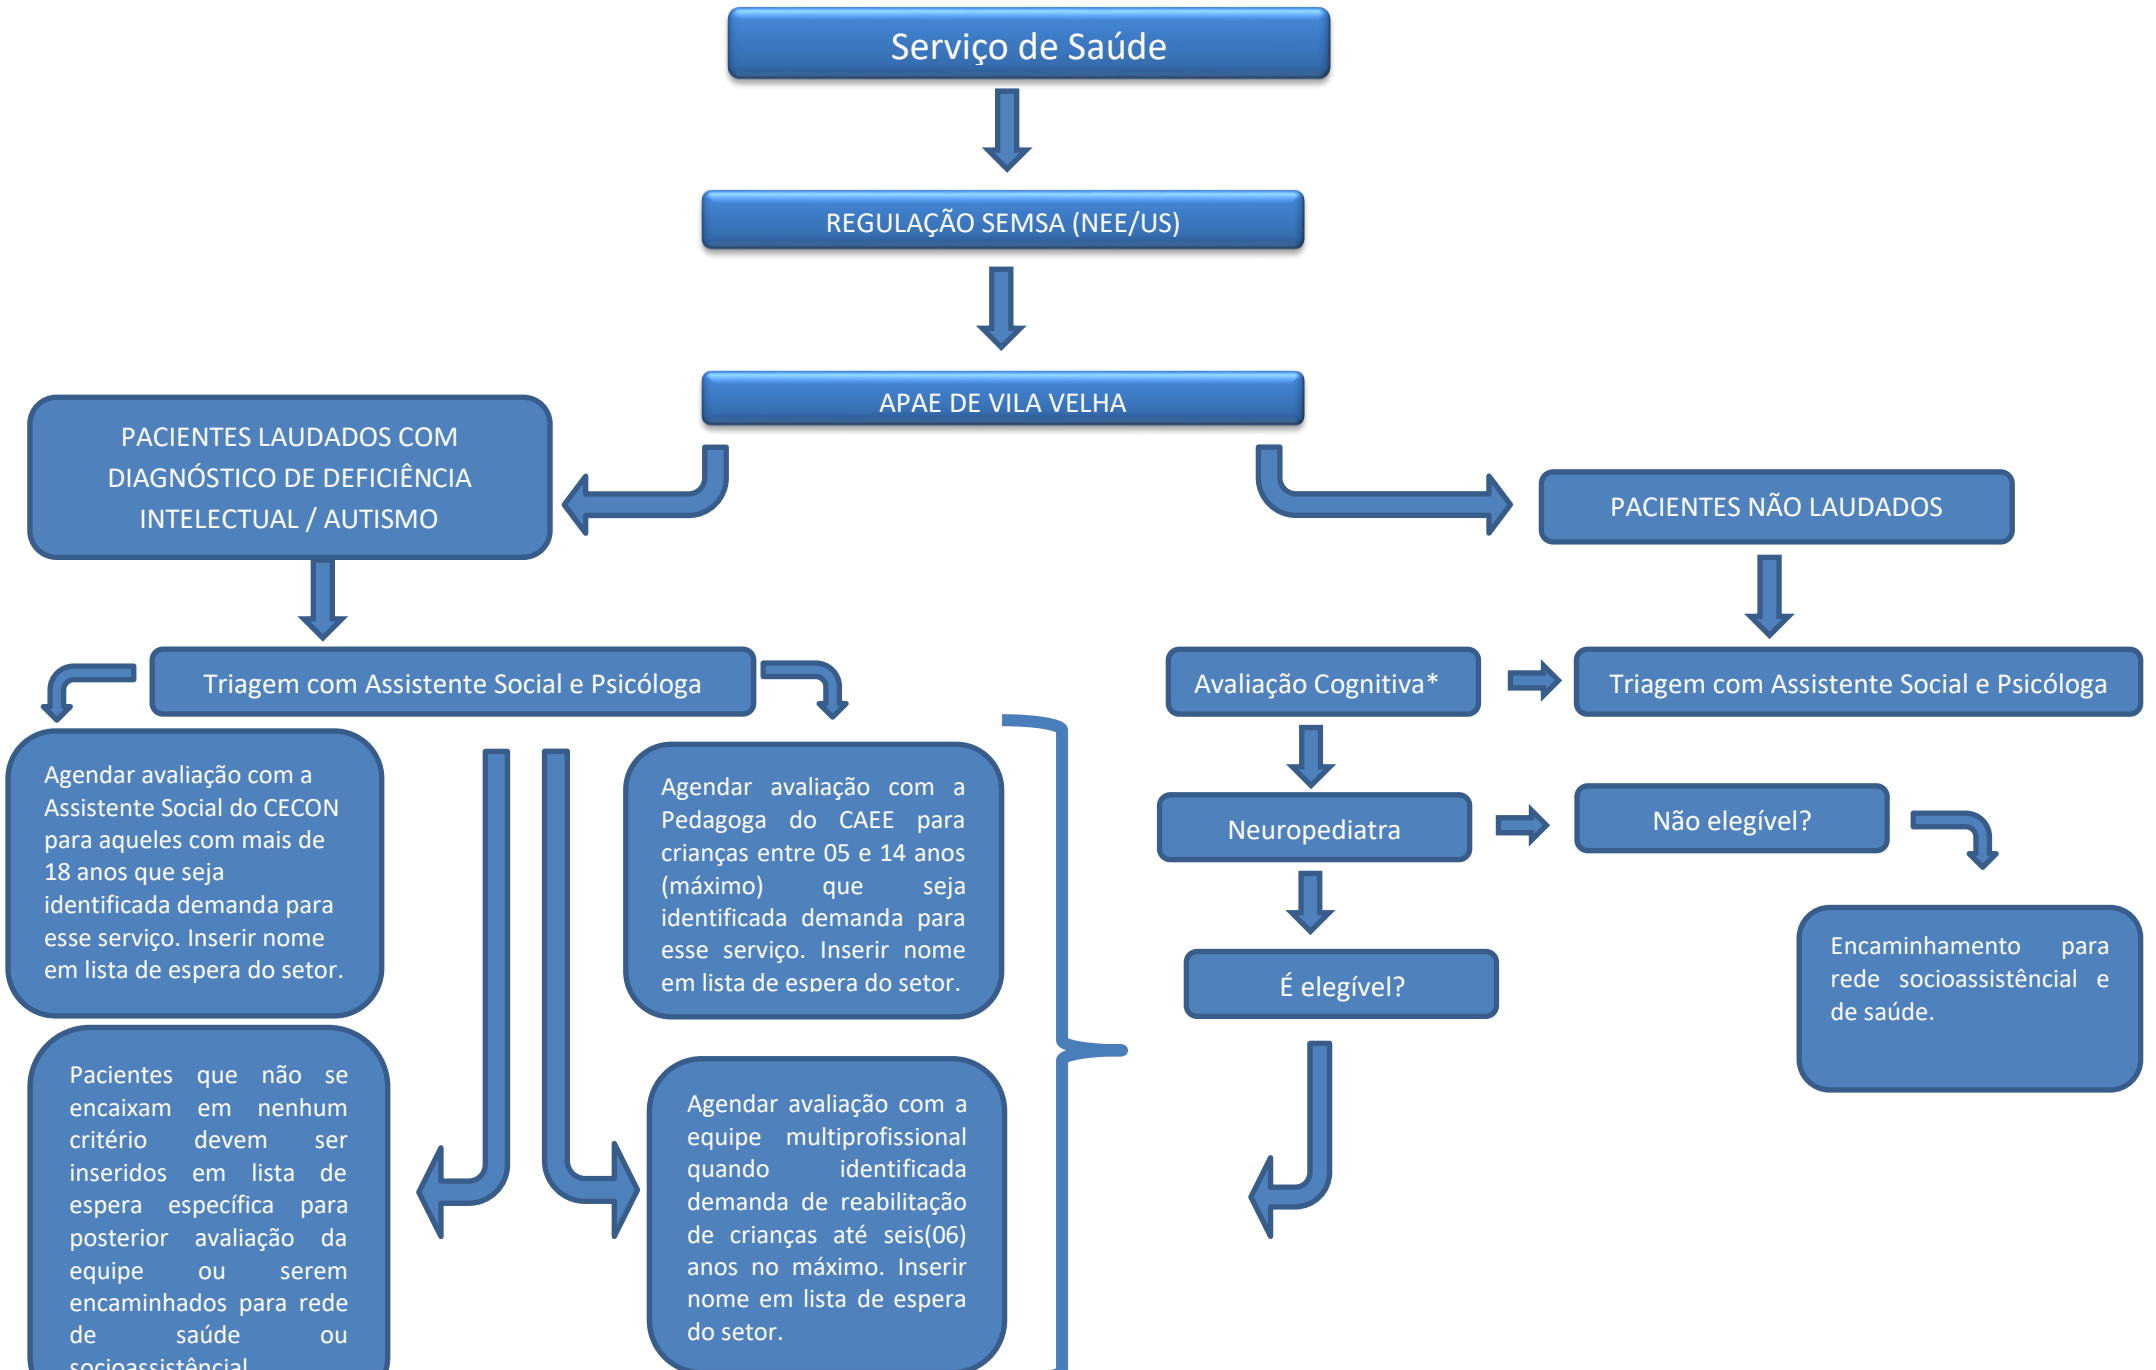 Serviço de Saúde
REGULAÇÃO SEMSA (NEE/US)
APAE DE VILA VELHA
PACIENTES LAUDADOS COM
DIAGNÓSTICO DE DEFICIÊNCIA
INTELECTUAL / AUTISMO
PACIENTES NÃO LAUDADOS
Triagem com Assistente Social e Psicóloga
Avaliação Cognitiva*
Triagem com Assistente Social e Psicóloga
Agendar avaliação com a
Assistente Social do CECON
para aqueles com mais de
18 anos que seja
identificada demanda para
esse serviço. Inserir nome
em lista de espera do setor.
Agendar avaliação com a
Pedagoga do CAEE para
crianças entre 05 e 14 anos
(máximo) que seja
identificada demanda para
esse serviço. Inserir nome
em lista de espera do setor.
Neuropediatra
Não elegível?
É elegível?
Encaminhamento para
rede socioassistêncial e
de saúde.
Pacientes que não se
encaixam em nenhum
critério devem ser
inseridos em lista de
espera específica para
posterior avaliação da
equipe ou serem
encaminhados para rede
de saúde ou
socioassistêncial
Agendar avaliação com a
equipe multiprofissional
quando identificada
demanda de reabilitação
de crianças até seis(06)
anos no máximo. Inserir
nome em lista de espera
do setor.